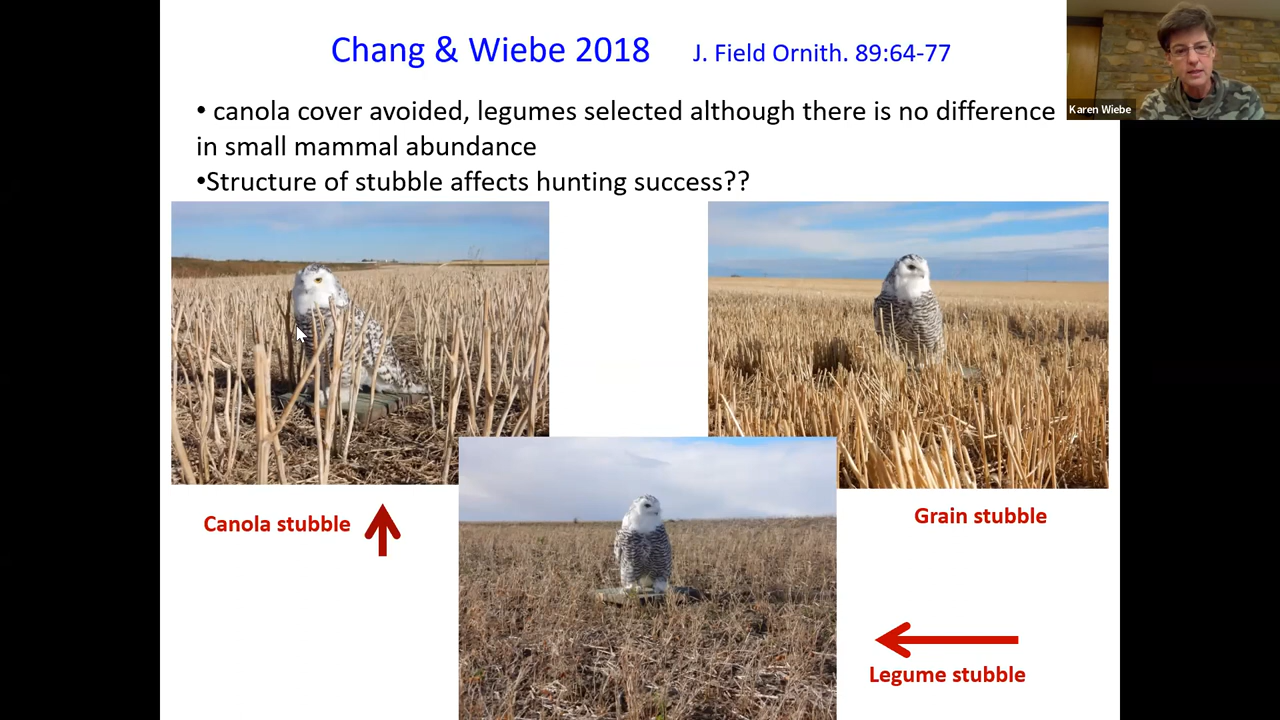 Chang & Wiebe 2018 J. Field Ornith. 89:64-77
Karen Wiebe
• canola cover avoided, legumes selected although there is no difference
in small mammal abundance
•Structure of stubble affects hunting success??
Canola stubble
Grain stubble
Legume stubble